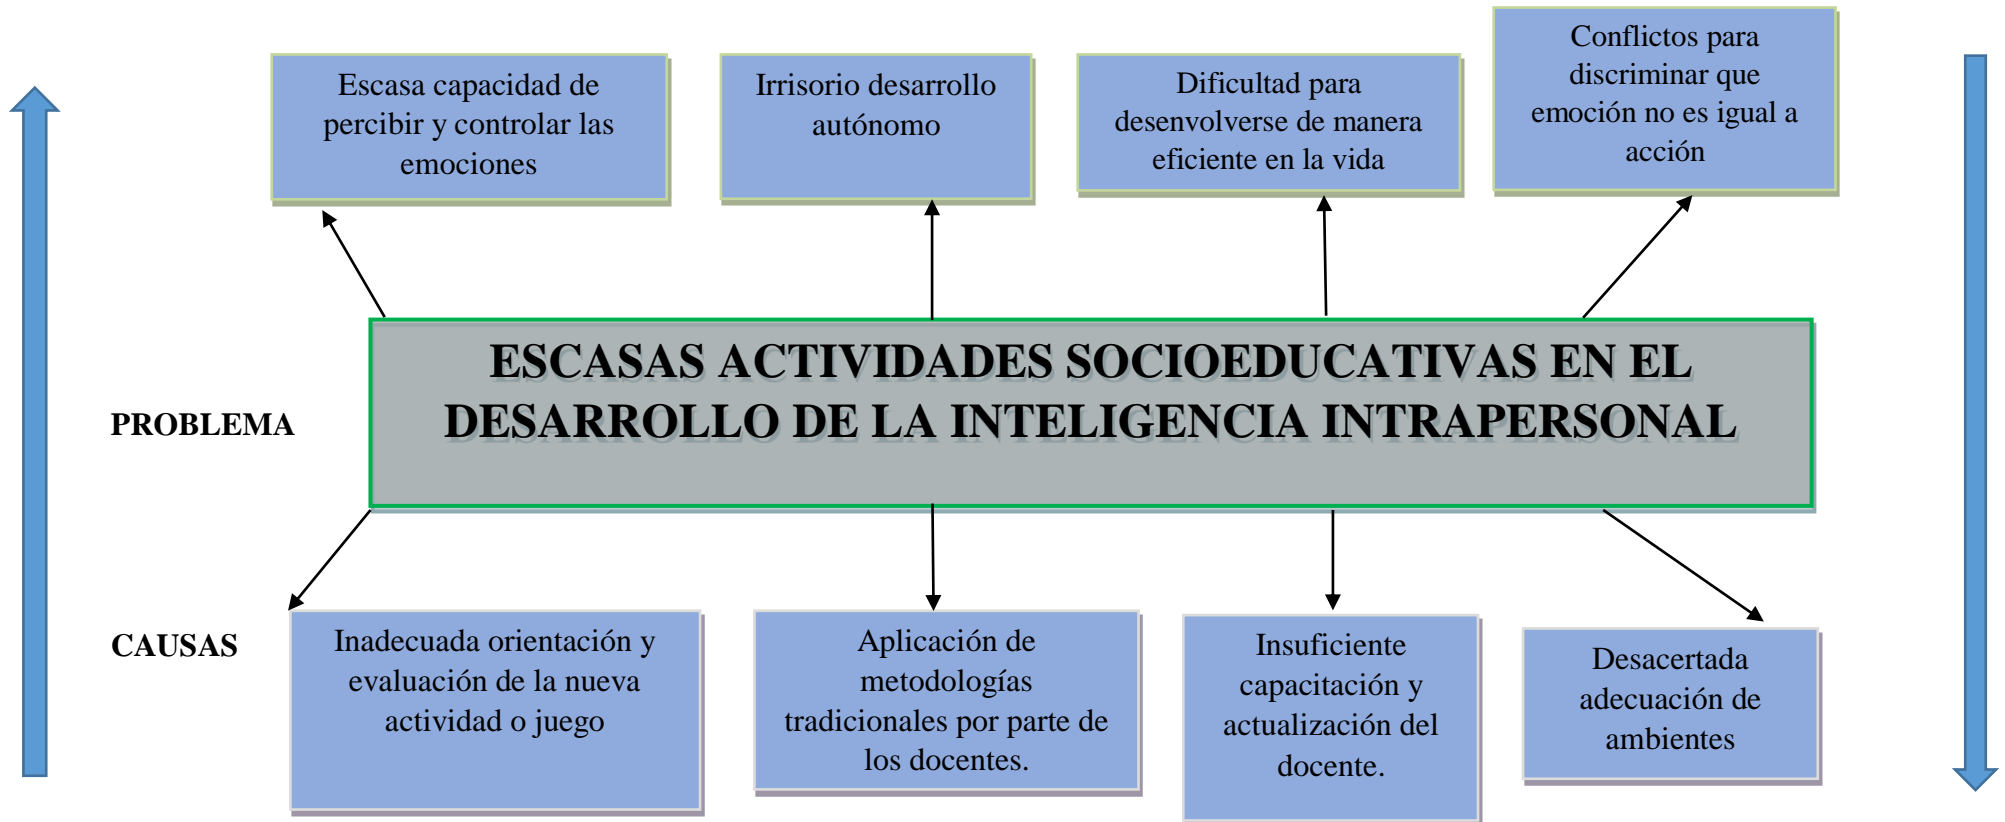 Escasa capacidad de
percibir y controlar las
emociones
Irrisorio desarrollo
autónomo
Dificultad para
desenvolverse de manera
eficiente en la vida
Conflictos para
discriminar que
emoción no es igual a
acción
PROBLEMA
ESCASAS ACTIVIDADES SOCIOEDUCATIVAS EN EL
DESARROLLO DE LA INTELIGENCIA INTRAPERSONAL
CAUSAS
Inadecuada orientación y
evaluación de la nueva
actividad o juego
Aplicación de
metodologías
tradicionales por parte de
los docentes.
Insuficiente
capacitación y
actualización del
docente.
Desacertada
adecuación de
ambientes